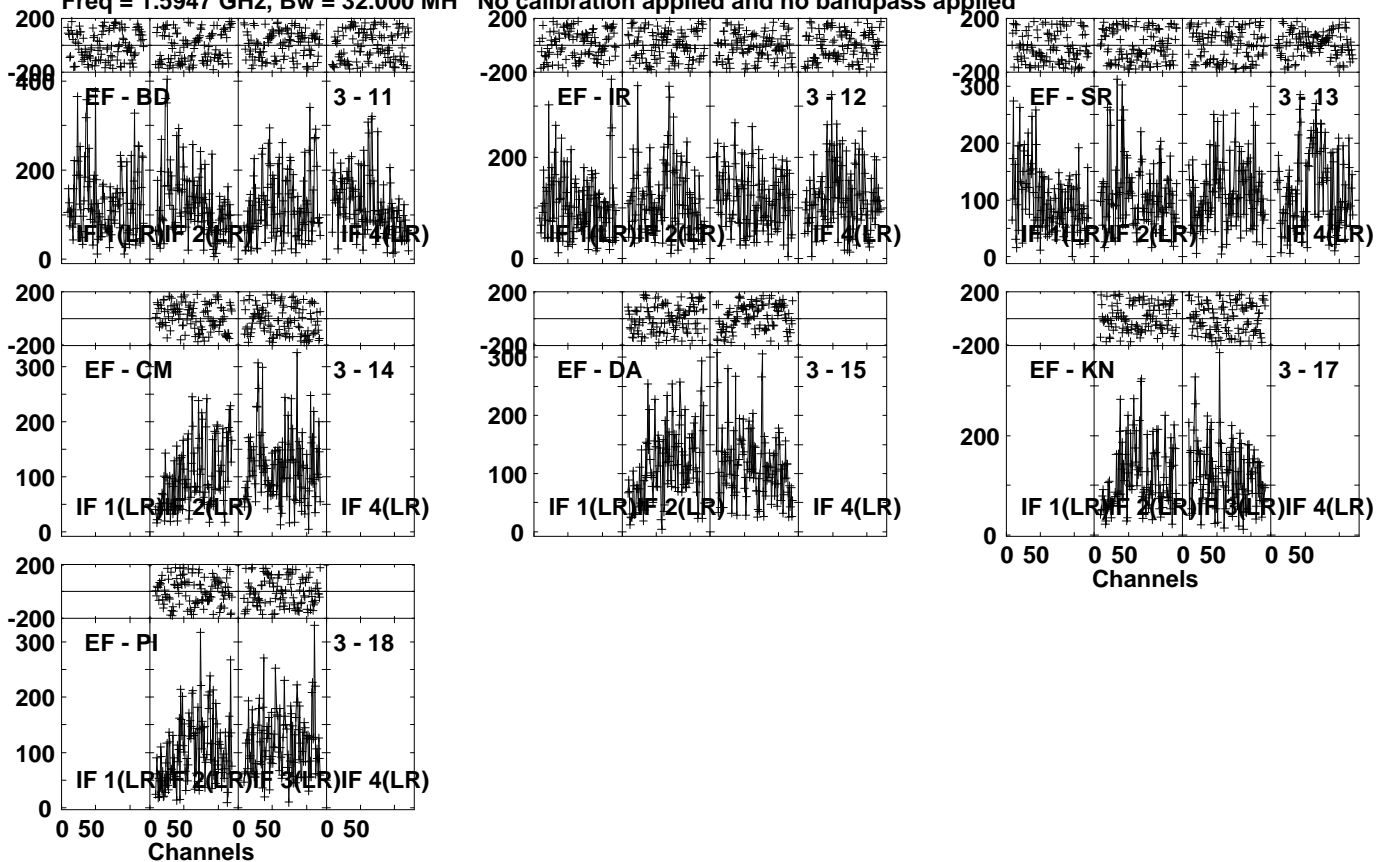 Freq = 1.5947 GHz, Bw = 32.000 MH No calibration applied and no bandpass applied
200
-200
400
200
0
EF - BD
3 - 11
IF 1(LR)
IF 2(LR)
IF 4(LR)
200
-200
200
0
EF - IR
3 - 12
IF 1(LR)
IF 2(LR)
IF 4(LR)
200
-200
300
200
100
0
EF - SR
3 - 13
IF 1(LR)
IF 2(LR)
IF 4(LR)
200
-200
300
200
100
0
EF - CM
3 - 14
IF 1(LR)
IF 2(LR)
IF 4(LR)
200
-200
300
200
100
0
EF - DA
3 - 15
IF 1(LR)
IF 2(LR)
IF 4(LR)
200
-200
200
0
EF - KN
3 - 17
IF 1(LR)
IF 2(LR)
IF 3(LR)
IF 4(LR)
0 50 0 50 0 50 0 50
Channels
200
-200
300
200
100
0
EF - PI
3 - 18
IF 1(LR)
IF 2(LR)
IF 3(LR)
IF 4(LR)
0 50 0 50 0 50 0 50
Channels